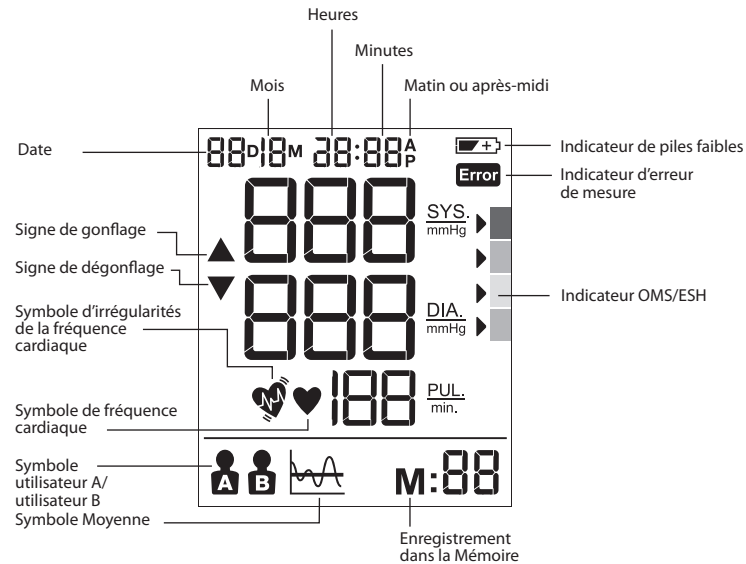 Heures
Minutes
Mois
Matin ou après-midi
Date
88D18M 28:88 A
P
Indicateur de piles faibles
Error
Indicateur d'erreur
de mesure
888 SYS.
mmHg
Signe de gonflage
Signe de dégonflage
888 DIA.
mmHg
Indicateur OMS/ESH
Symbole d'irrégularités
de la fréquence
cardiaque
188 PUL.
min.
Symbole de fréquence
cardiaque
Symbole
utilisateur A/
utilisateur B
A B
M:88
Symbole Moyenne
Enregistrement
dans la Mémoire